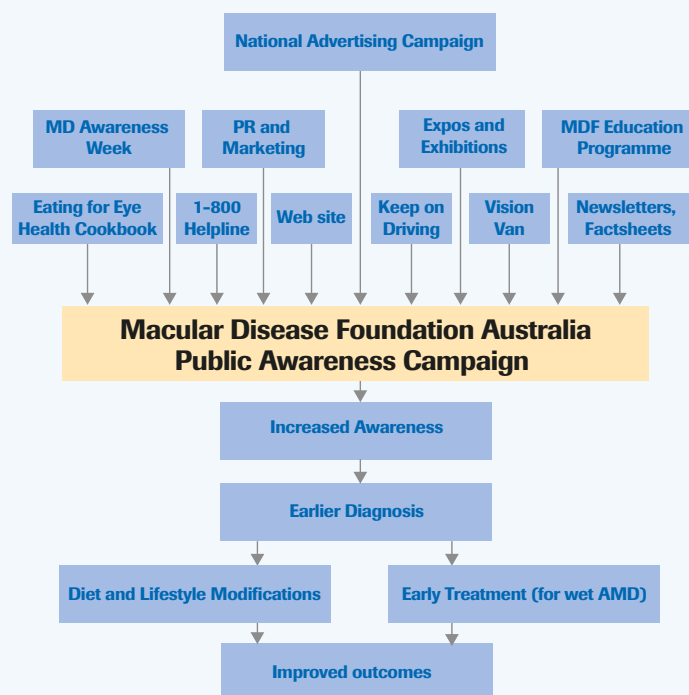 National Advertising Campaign
MD Awareness
Week
PR and
Marketing
Expos and
Exhibitions
MDF Education
Programme
Eating for Eye
Health Cookbook
1-800
Helpline
Web site
Keep on
Driving
Vision
Van
Newsletters,
Factsheets
Macular Disease Foundation Australia
Public Awareness Campaign
Increased Awareness
Earlier Diagnosis
Diet and Lifestyle Modifications
Early Treatment (for wet AMD)
Improved outcomes